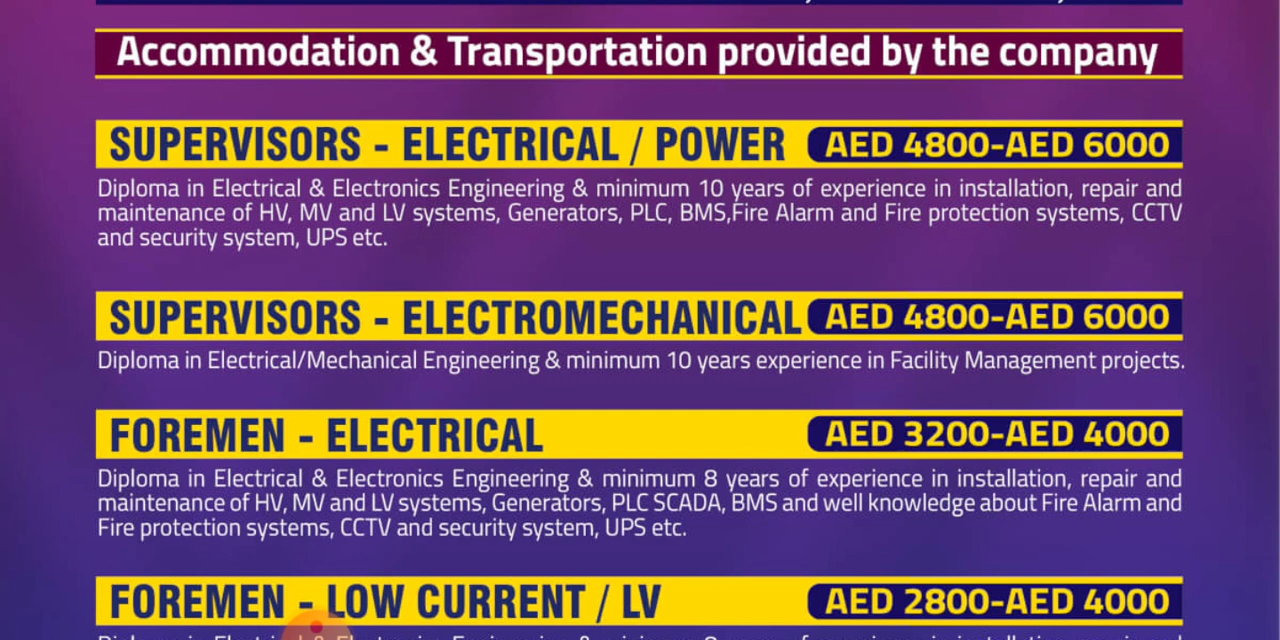 Accommodation & Transportation provided by the company
SUPERVISORS - ELECTRICAL / POWER AED 4800-AED 6000
Diploma in Electrical & Electronics Engineering & minimum 10 years of experience in installation, repair and
maintenance of HV, MV and LV systems, Generators, PLC, BMS,Fire Alarm and Fire protection systems, CCTV
and security system, UPS etc.
SUPERVISORS - ELECTROMECHANICAL AED 4800-AED 6000
Diploma in Electrical/Mechanical Engineering & minimum 10 years experience in Facility Management projects.
FOREMEN - ELECTRICAL AED 3200-AED 4000
Diploma in Electrical & Electronics Engineering & minimum 8 years of experience in installation, repair and
maintenance of HV, MV and LV systems, Generators, PLC SCADA, BMS and well knowledge about Fire Alarm and
Fire protection systems, CCTV and security system, UPS etc.
FOREMEN - LOW CURRENT / LV AED 2800-AED 4000